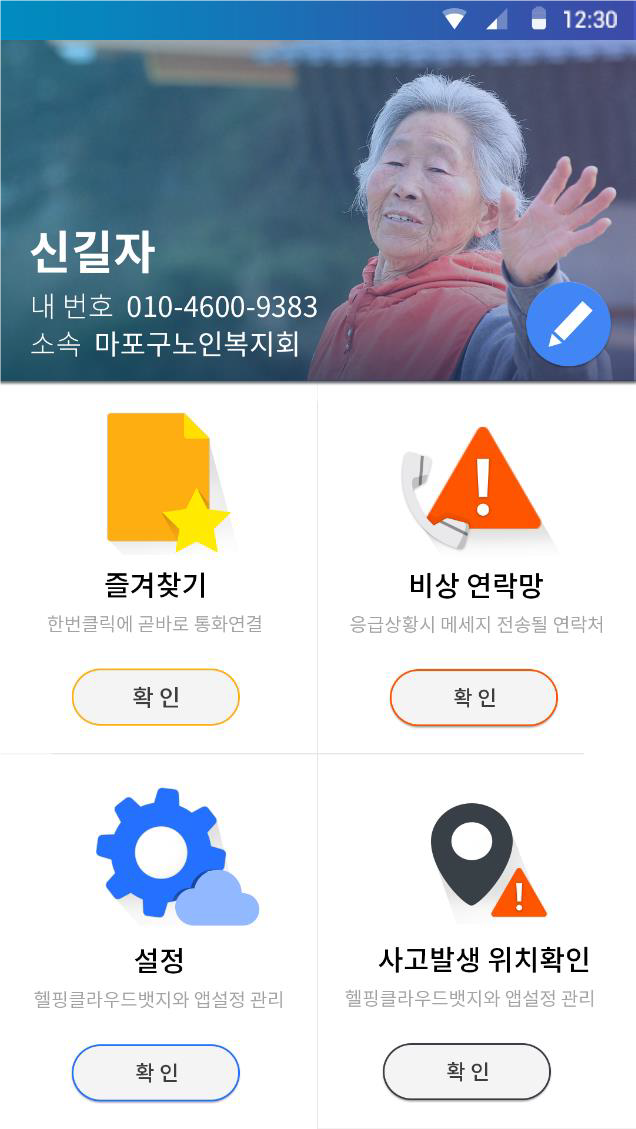 12:30
신길자
내 번호 010-4600-9383
소속 마포구노인복지회
즐겨찾기
한번클릭에 곧바로 통화연결
확 인
비상 연락망
응급상황시 메세지 전송될 연락처
확 인
설정
헬핑클라우드뱃지와 앱설정 관리
확 인
사고발생 위치확인
헬핑클라우드뱃지와 앱설정 관리
확 인